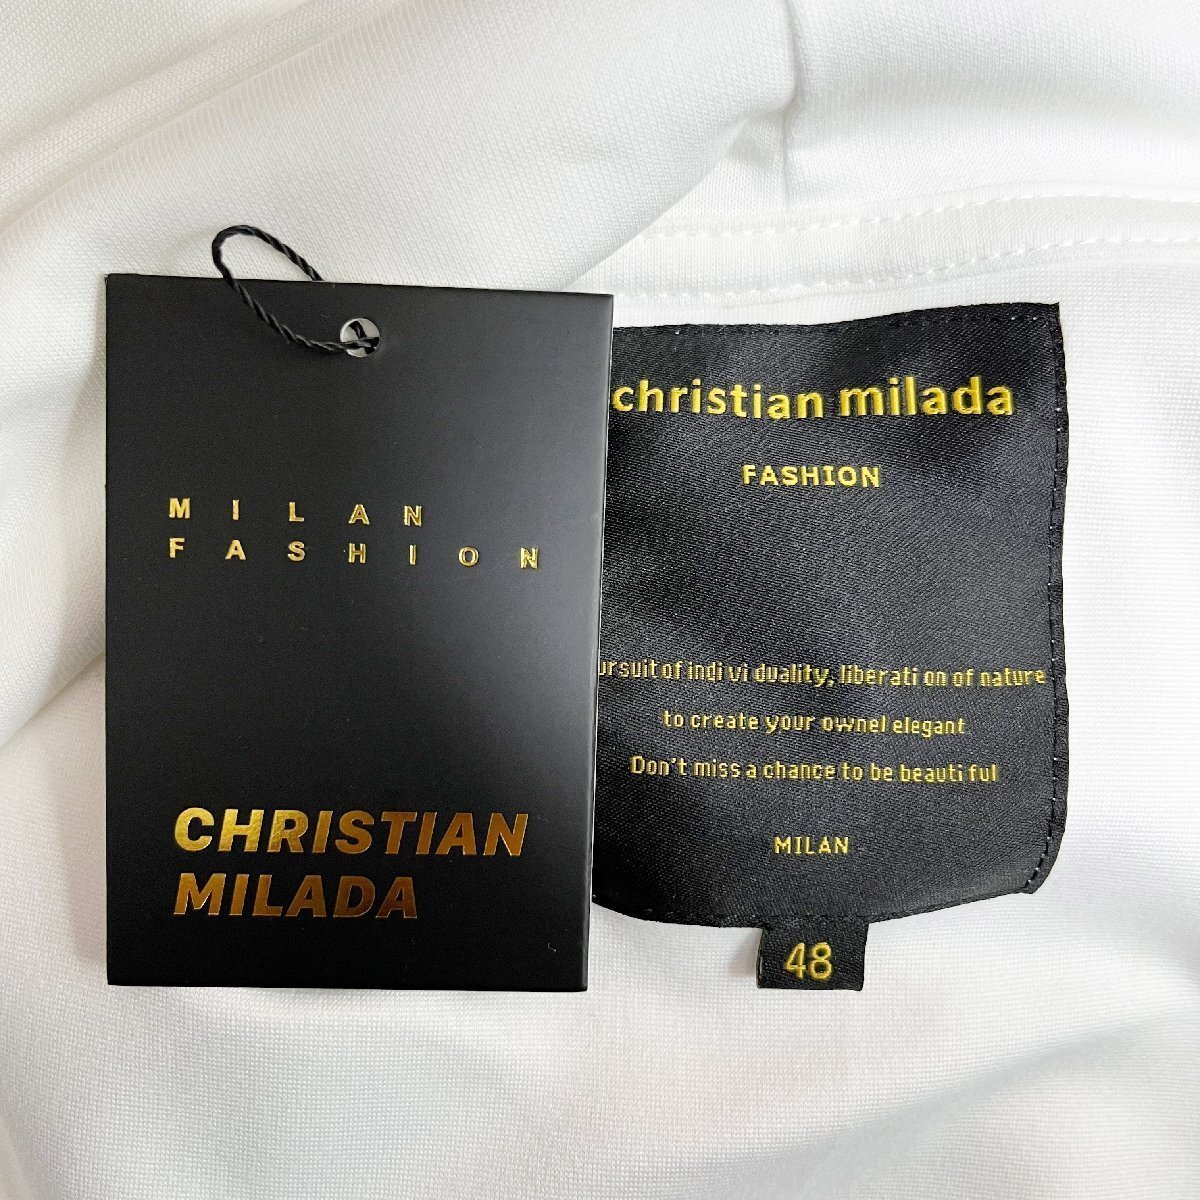 MILAN
FASHION
CHRISTIAN
MILADA
christian milada
FASHION
of indi vi duality, liberati on of nature
to create your ownel elegant
Don't miss a chance to be beauti ful
MILAN
48